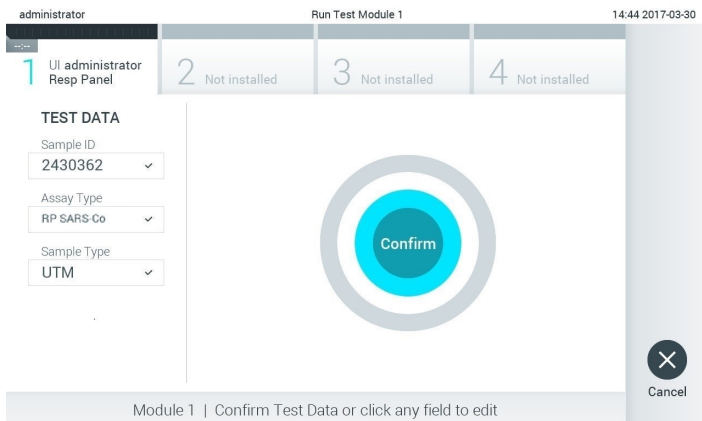 administrator Run Test Module 1 14:44 2017-03-30
--:--
1 UI administrator
Resp Panel
2 Not installed
3 Not installed
4 Not installed
TEST DATA
Sample ID
2430362
Assay Type
RP SARS-Co
Sample Type
UTM
Confirm
Cancel
Module 1 | Confirm Test Data or click any field to edit